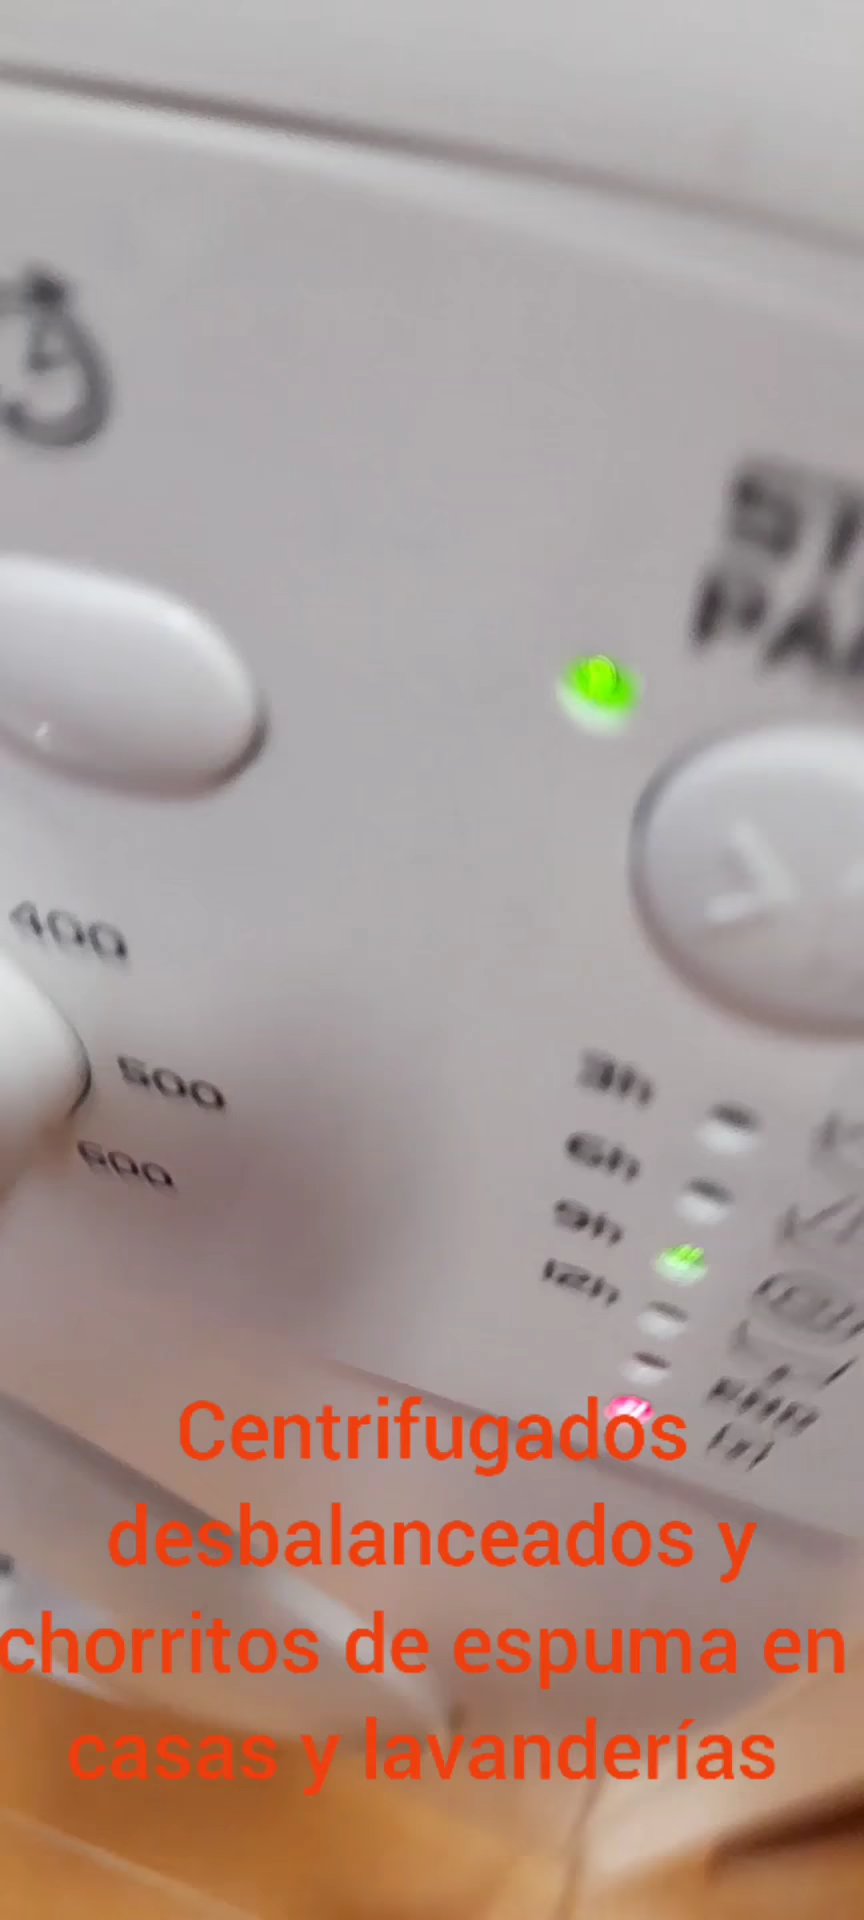 400
500
600
3h
6h
9h
12h
Centrifugados
desbalanceados y
chorritos de espuma en
casas y lavanderías